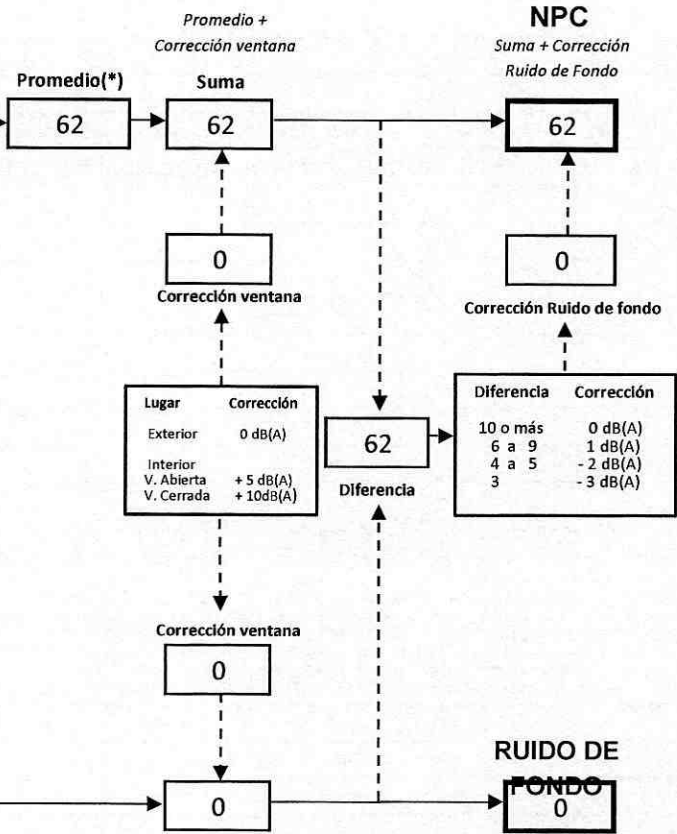 Promedio +
Corrección ventana
NPC
Suma + Corrección
Ruido de Fondo
Promedio(*)
Suma
62
62
62
0
0
Corrección ventana
Corrección Ruido de fondo
Lugar Corrección
Exterior 0 dB(A)
Interior
V. Abierta + 5 dB(A)
V. Cerrada + 10dB(A)
62
Diferencia
Diferencia Corrección
10 o más 0 dB(A)
6 a 9 1 dB(A)
4 a 5 - 2 dB(A)
3 - 3 dB(A)
Corrección ventana
0
RUIDO DE
FONDO
0
0